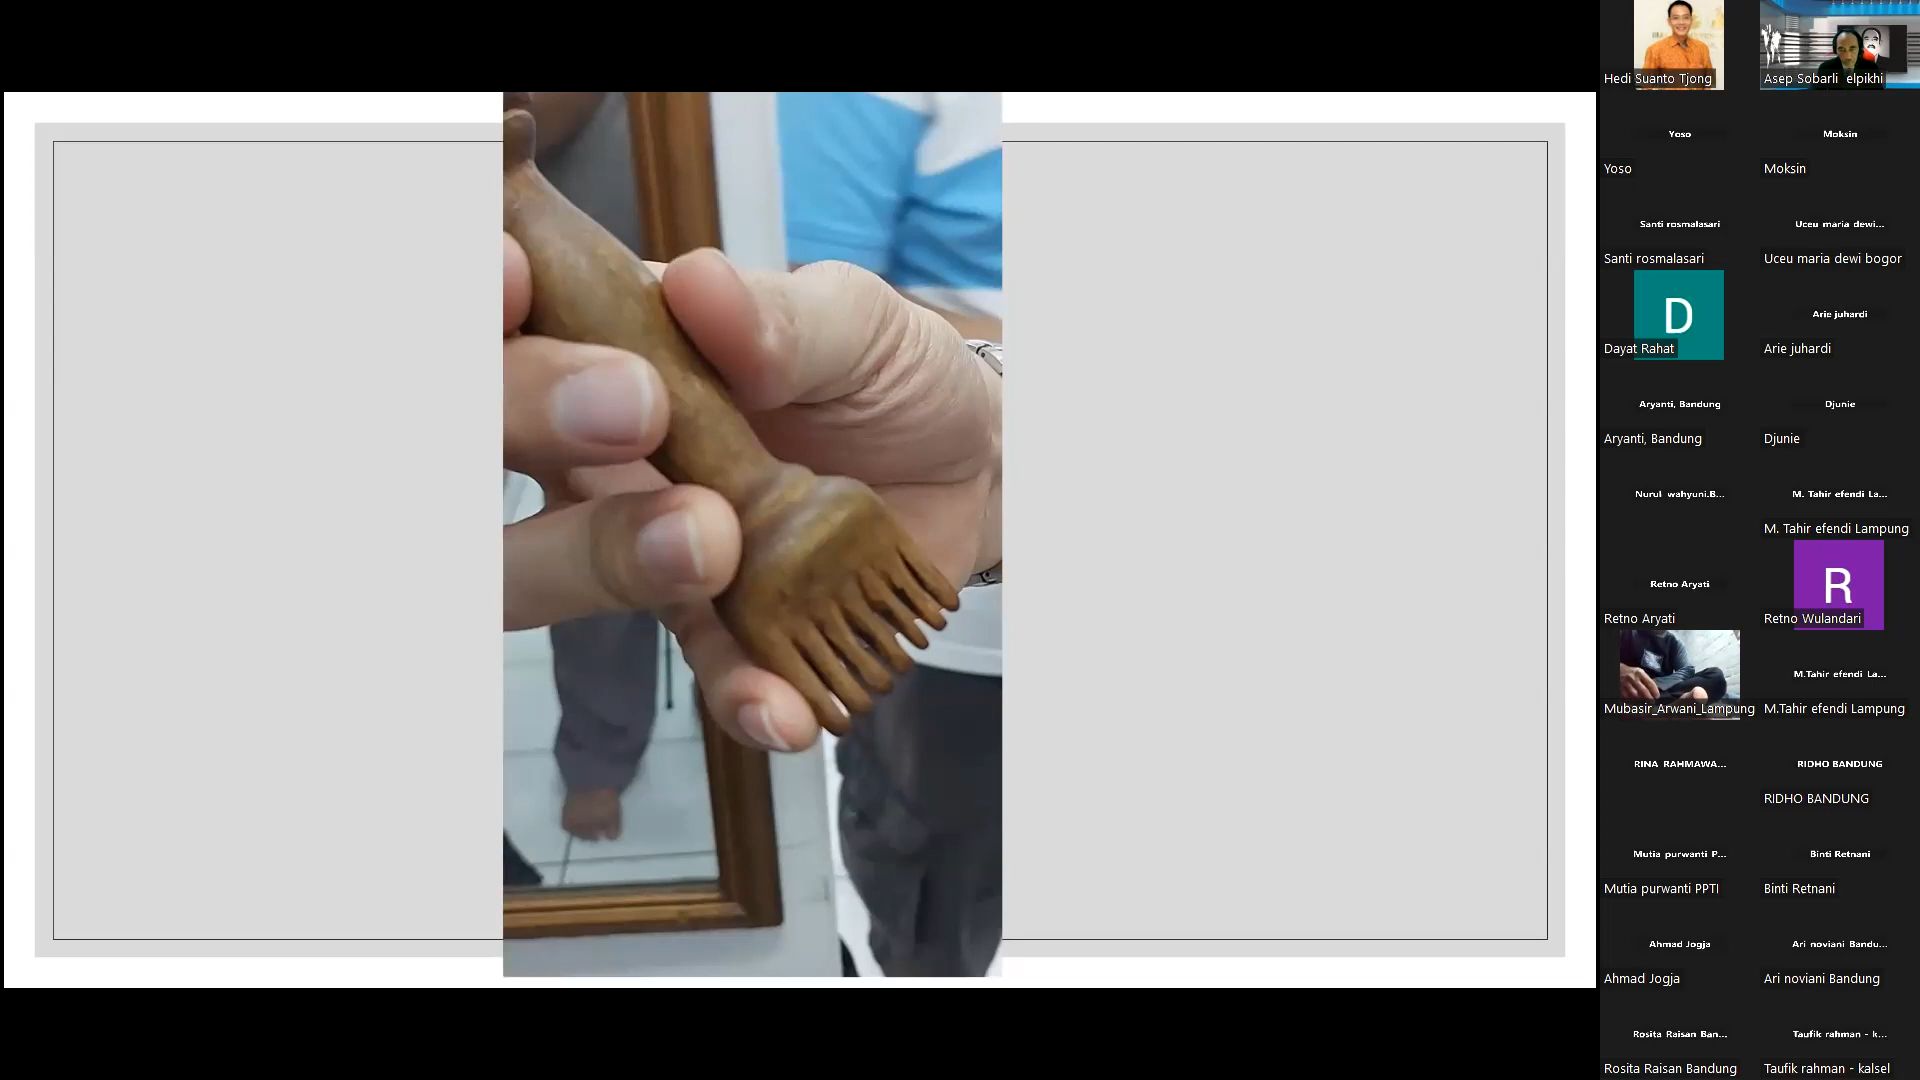 Hedi Suanto Tjong
Asep Sobarli elpikhi
Yoso
Moksin
Yoso
Moksin
Santi rosmalasari
Uceu maria dewi...
Santi rosmalasari
Uceu maria dewi bogor
D
Arie juhardi
Dayat Rahat
Arie juhardi
Aryanti, Bandung
Djunie
Aryanti, Bandung
Djunie
Nurul wahyuni.B...
M. Tahir efendi La...
M. Tahir efendi Lampung
Retno Aryati
R
Retno Aryati
Retno Wulandari
M.Tahir efendi La...
Mubasir_Arwani_Lampung
M.Tahir efendi Lampung
RINA RAHMAWA...
RIDHO BANDUNG
RIDHO BANDUNG
Mutia purwanti P...
Binti Retnani
Mutia purwanti PPTI
Binti Retnani
Ahmad Jogja
Ari noviani Bandu...
Ahmad Jogja
Ari noviani Bandung
Rosita Raisan Ban...
Taufik rahman - k...
Rosita Raisan Bandung
Taufik rahman - kalsel